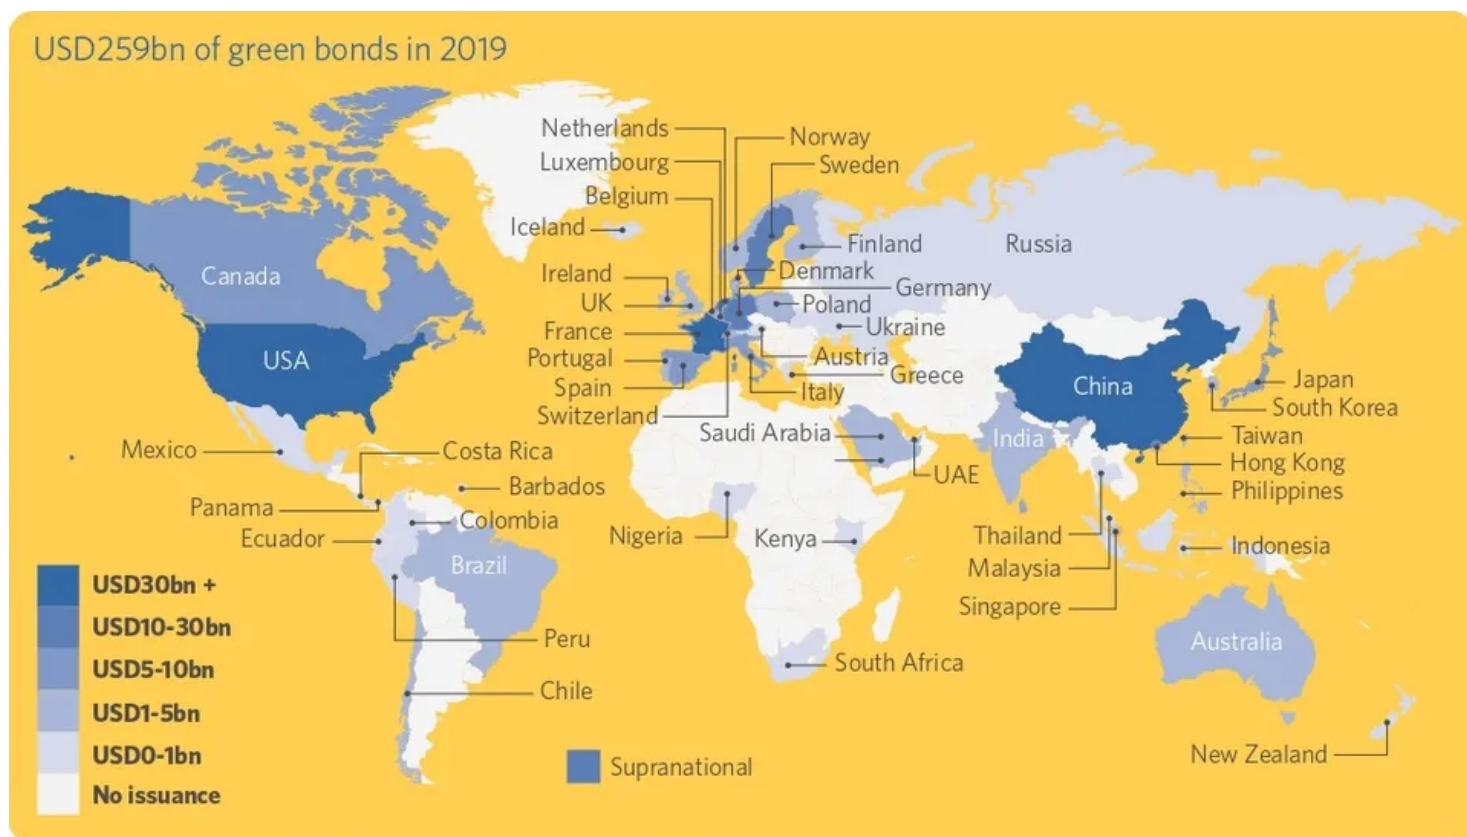 USD259bn of green bonds in 2019
Netherlands
Norway
Luxembourg
Sweden
Belgium
Iceland
Finland
Russia
Canada
Ireland
Denmark
Germany
UK
Poland
France
Ukraine
USA
Portugal
Austria
Spain
Greece
China
Japan
Italy
Switzerland
South Korea
Saudi Arabia
India
Taiwan
Mexico
Costa Rica
Hong Kong
UAE
Barbados
Philippines
Panama
Colombia
Ecuador
Nigeria
Kenya
Thailand
Indonesia
Brazil
Malaysia
Singapore
Peru
Australia
South Africa
Chile
New Zealand
USD30bn +
USD10-30bn
USD5-10bn
USD1-5bn
USD0-1bn
No issuance
Supranational